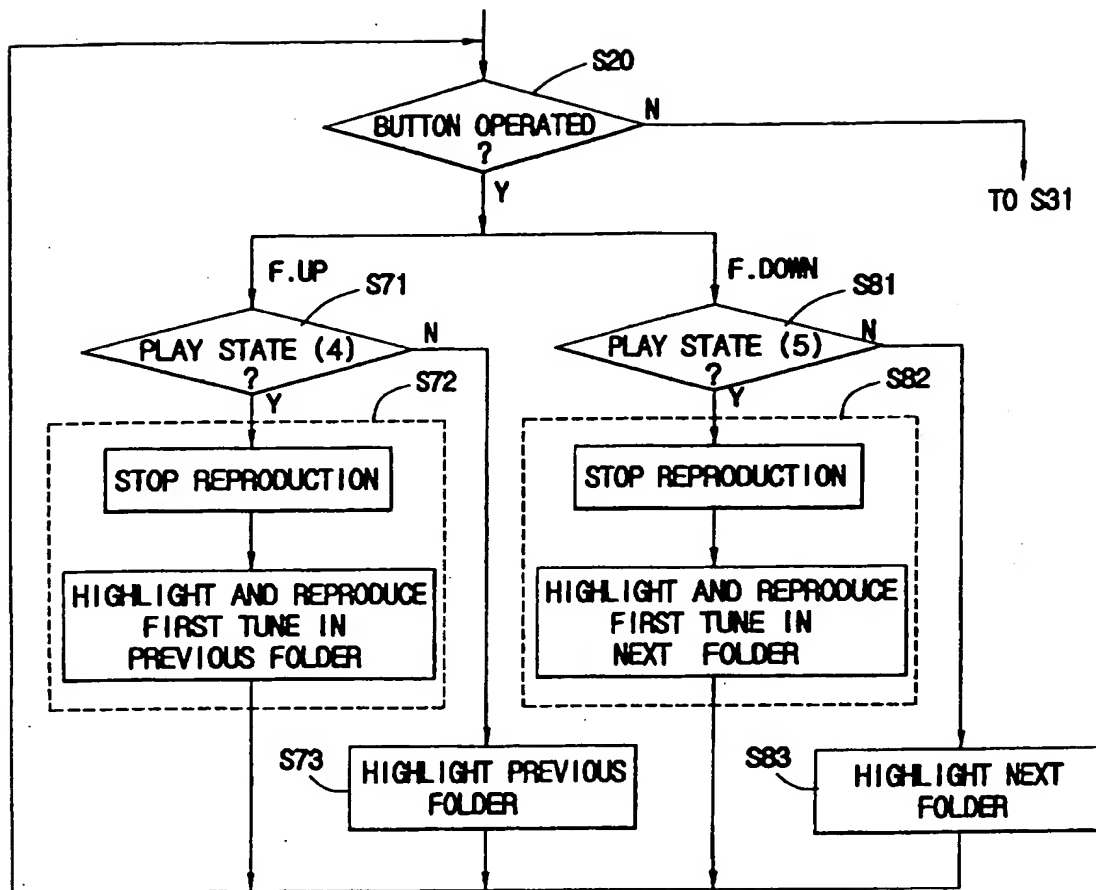 S20
BUTTON OPERATED
?
N
Y
TO S31
F.UP
F.DOWN
S71
S81
PLAY STATE (4)
?
N
PLAY STATE (5)
?
N
S72
Y
S82
Y
STOP REPRODUCTION
STOP REPRODUCTION
HIGHLIGHT AND REPRODUCE
FIRST TUNE IN
PREVIOUS FOLDER
HIGHLIGHT AND REPRODUCE
FIRST TUNE IN
NEXT FOLDER
S73
HIGHLIGHT PREVIOUS
FOLDER
S83
HIGHLIGHT NEXT
FOLDER